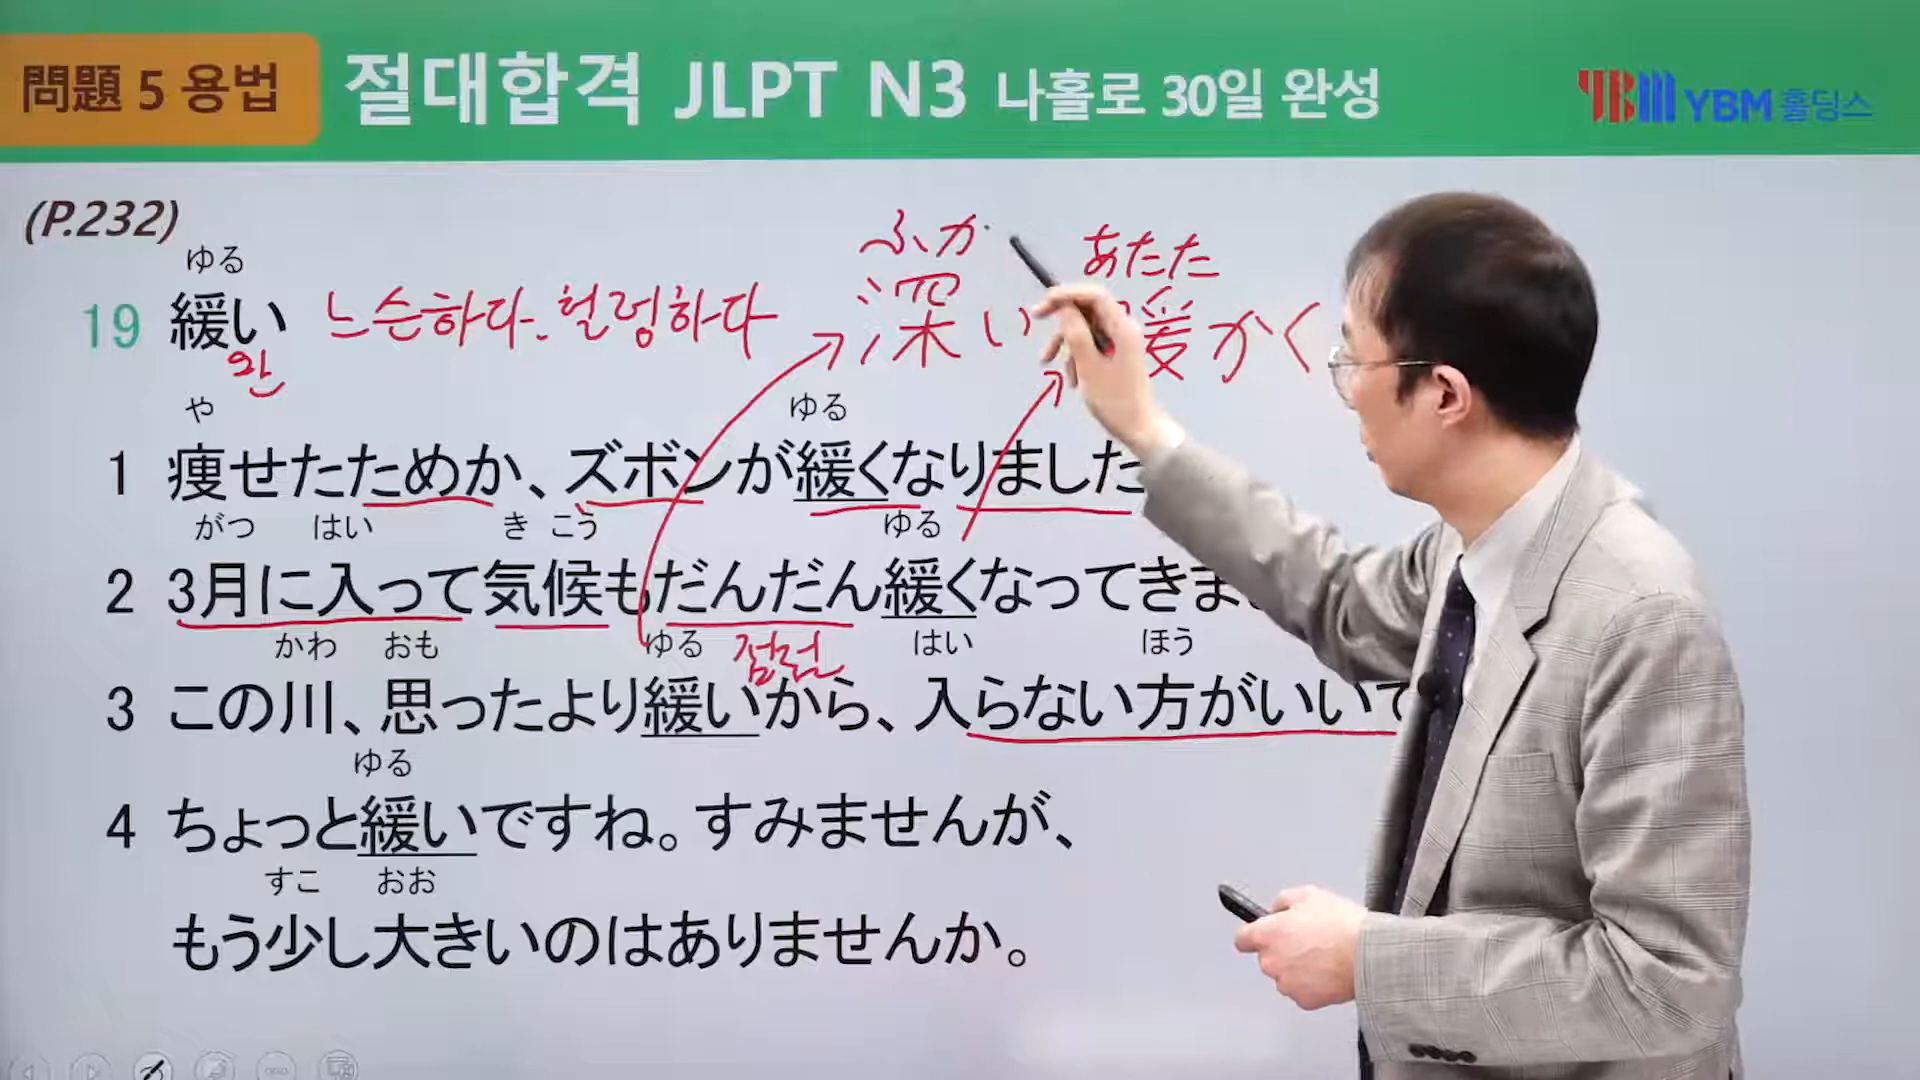 問題 5 용법
절대합격 JLPT N3 나홀로 30일 완성
YBM YBM 홀딩스
(P.232)
ゆる
19 緩い 느슨하다. 헐렁하다
완
ふか あたた
深い 暖かく
や ゆる
1 痩せたためか、ズボンが緩くなりました
がつ はい き こう ゆる
2 3月に入って気候もだんだん緩くなってきま
점점
かわ おも ゆる はい ほう
3 この川、思ったより緩いから、入らない方がいいで
ゆる
4 ちょっと緩いですね。すみませんが、
すこ おお
もう少し大きいのはありませんか。